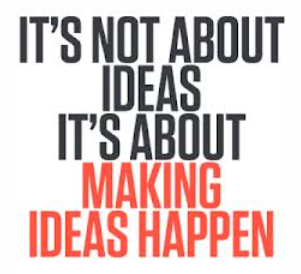 IT'S NOT ABOUT
IDEAS
IT'S ABOUT
MAKING
IDEAS HAPPEN